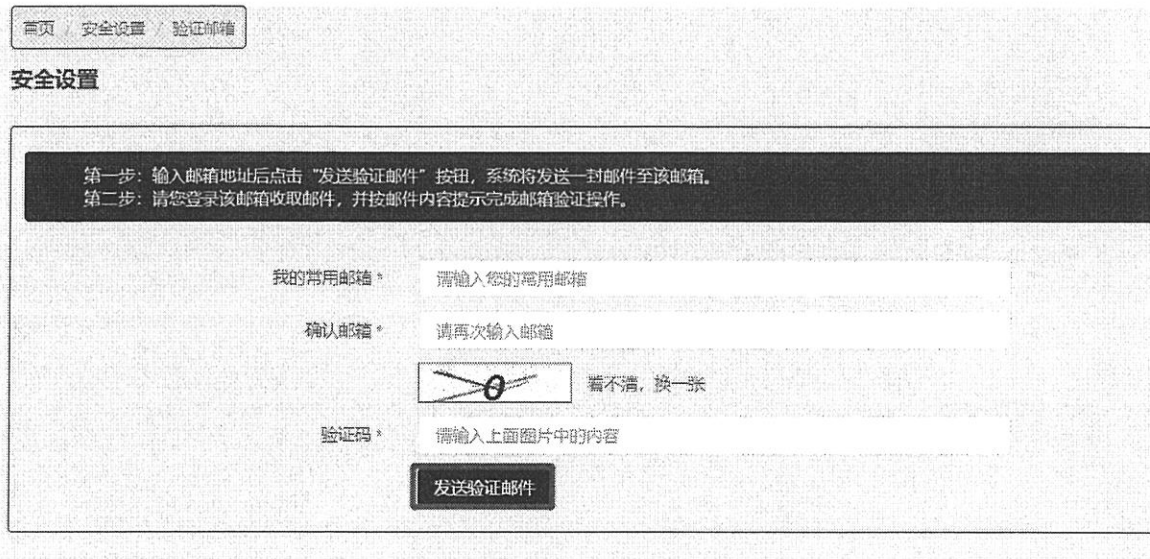 首页 / 安全设置 / 验证邮箱
安全设置
第一步：输入邮箱地址后点击“发送验证邮件”按钮，系统将发送一封邮件至该邮箱。
第二步：请您登录该邮箱收取邮件，并按邮件内容提示完成邮箱验证操作。
我的常用邮箱 * 请输入您的常用邮箱
确认邮箱 * 请再次输入邮箱
看不清，换一张
验证码 * 请输入上面图片中的内容
发送验证邮件